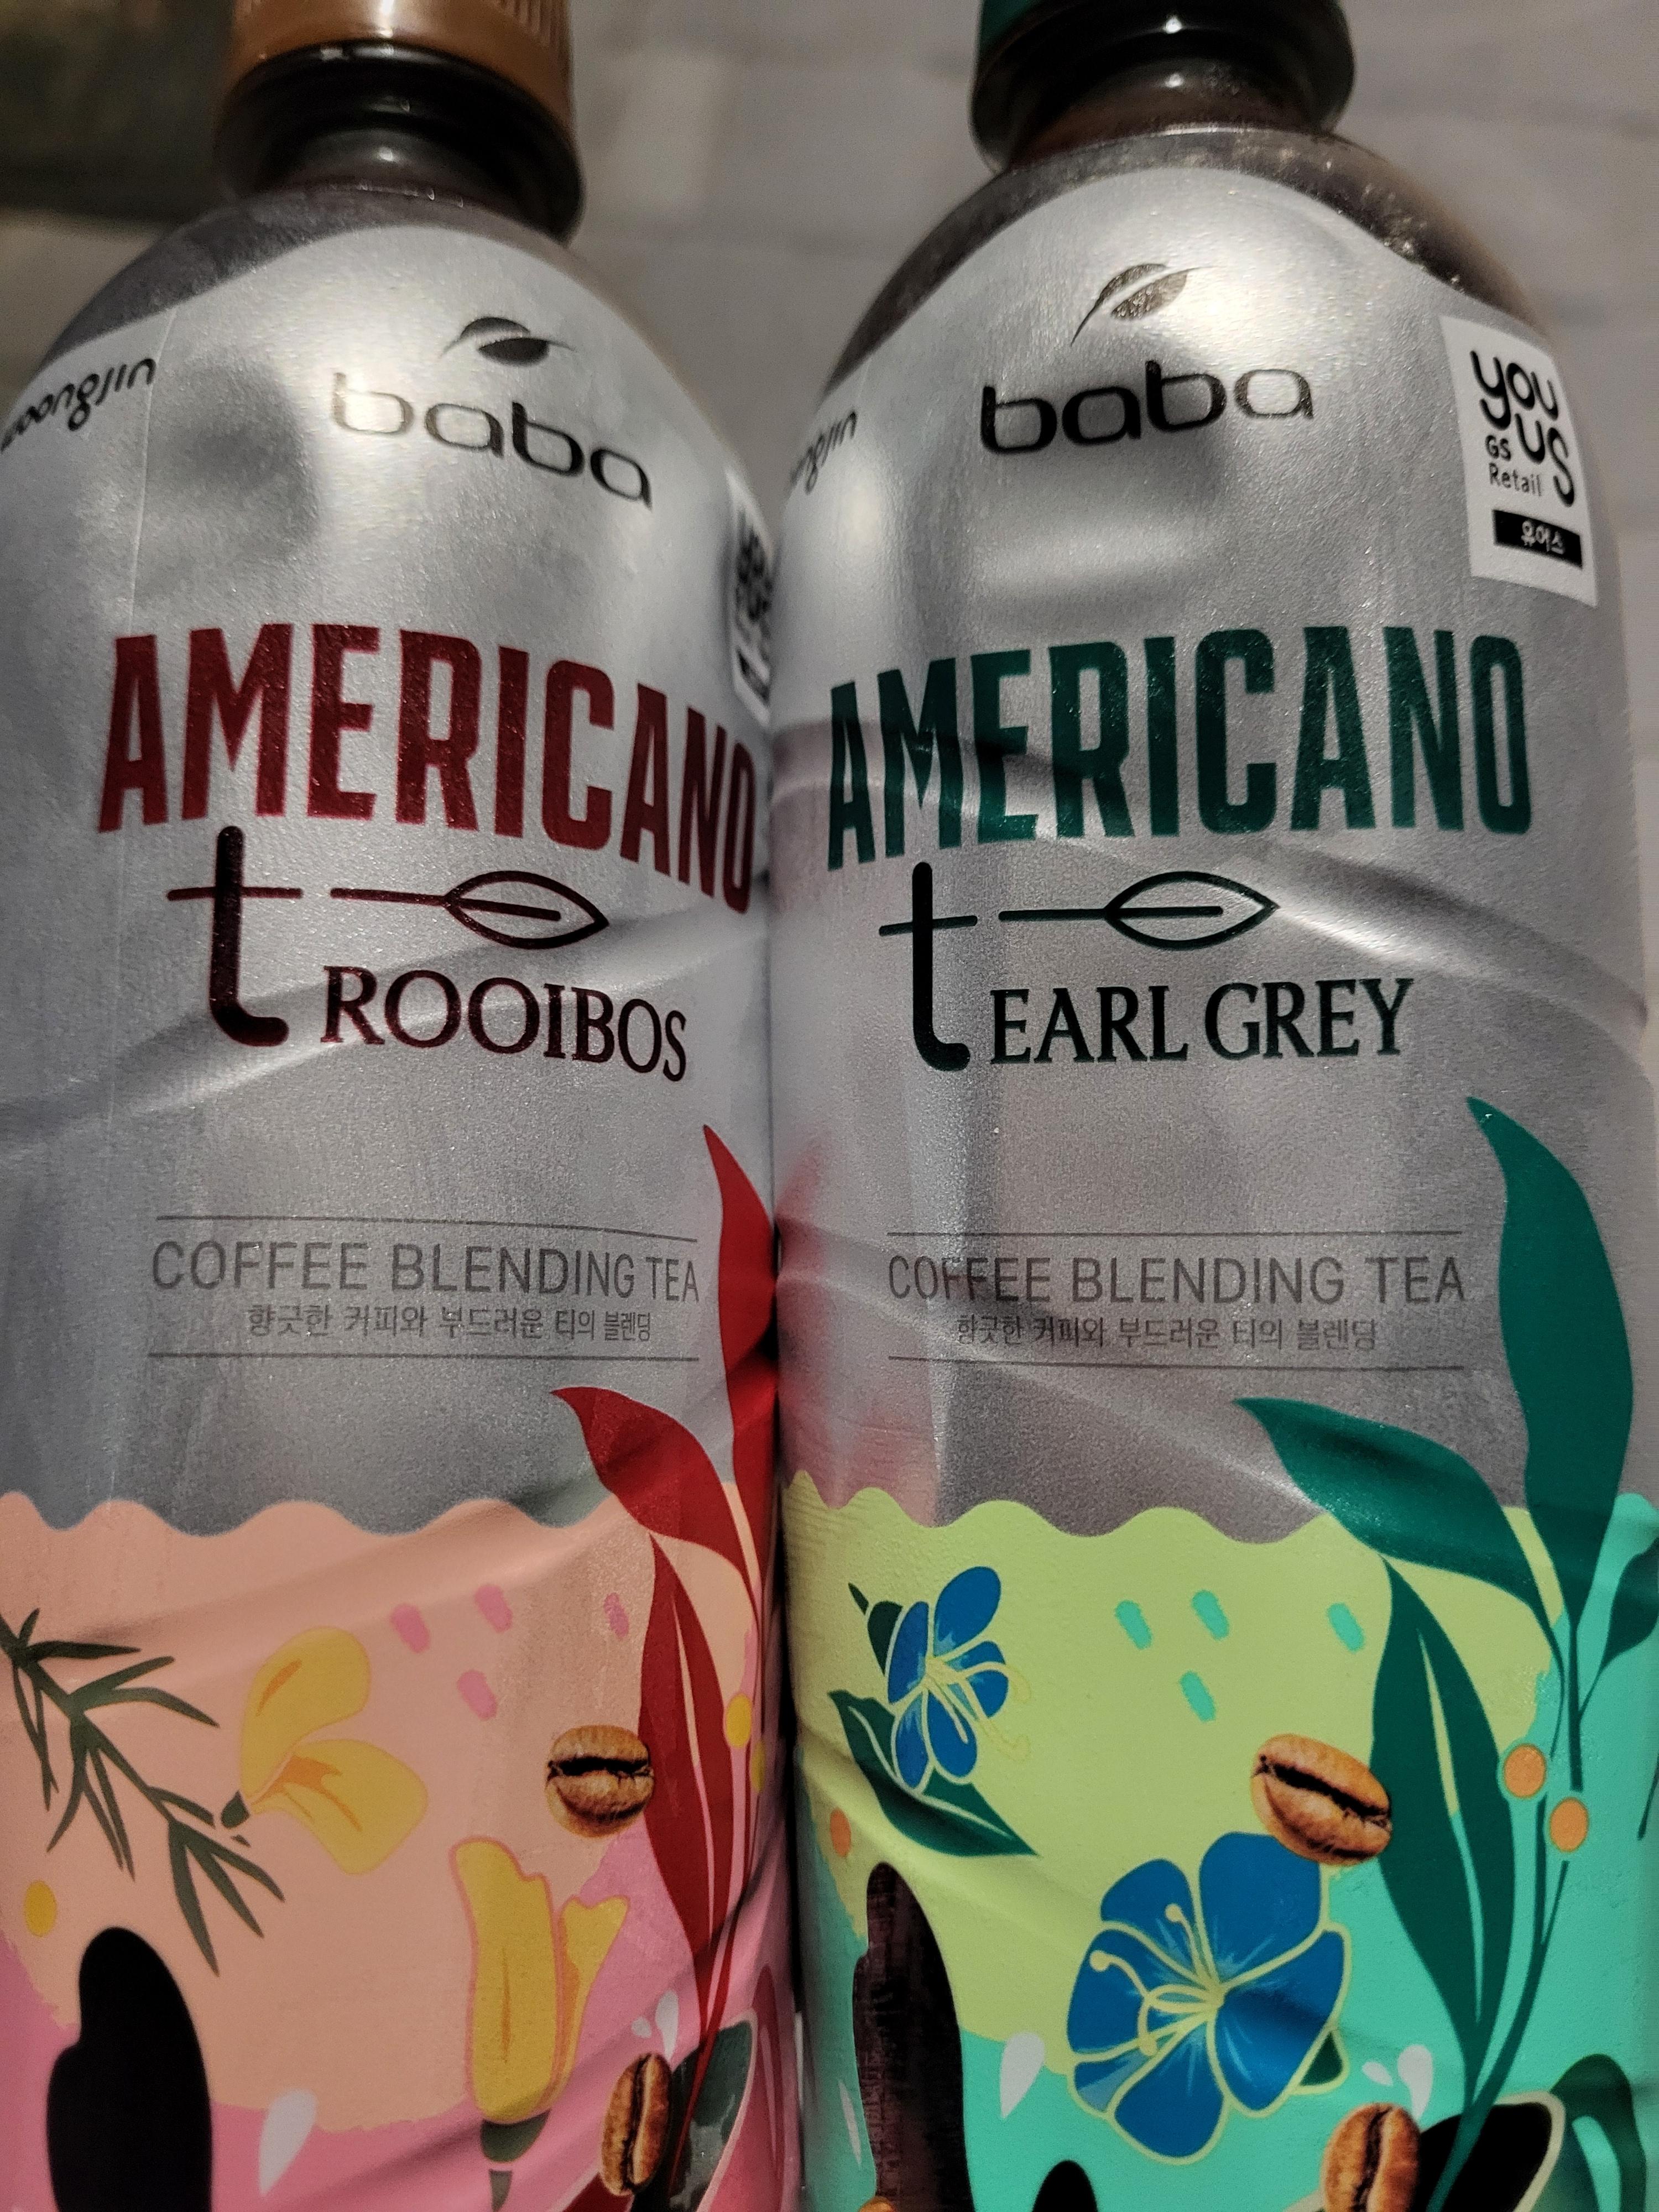 woongjin
baba
AMERICANO
t ROOIBOS
COFFEE BLENDING TEA
향긋한 커피와 부드러운 티의 블렌딩
baba
you
us
GS
Retail
유어스
AMERICANO
t EARL GREY
COFFEE BLENDING TEA
향긋한 커피와 부드러운 티의 블렌딩